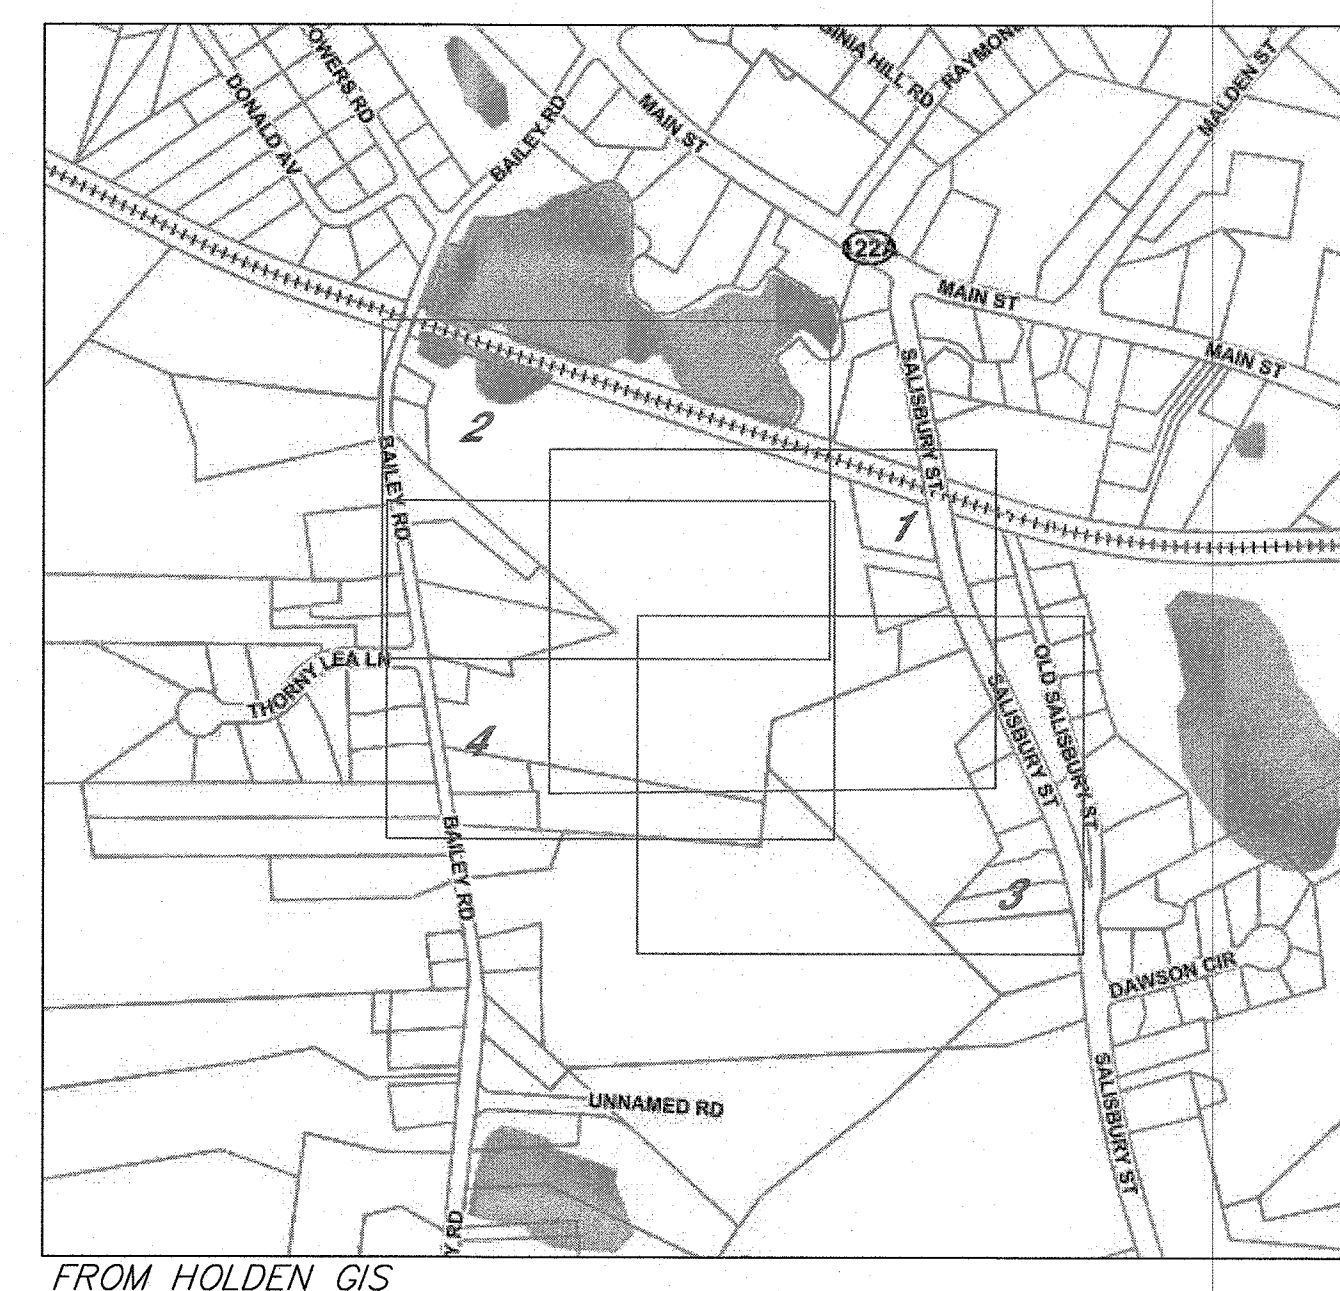 OWERS RD
DONALD AV
BAILEY RD
MAIN ST
GINIA HILL RD
RAYMON
MALDEN ST
122A
MAIN ST
MAIN ST
SALISBURY ST
2
BAILEY RD
1
THORNY LEA LN
OLD SALISBURY ST
SALISBURY ST
4
BAILEY RD
3
DAWSON CIR
UNNAMED RD
SALISBURY ST
Y RD
FROM HOLDEN GIS